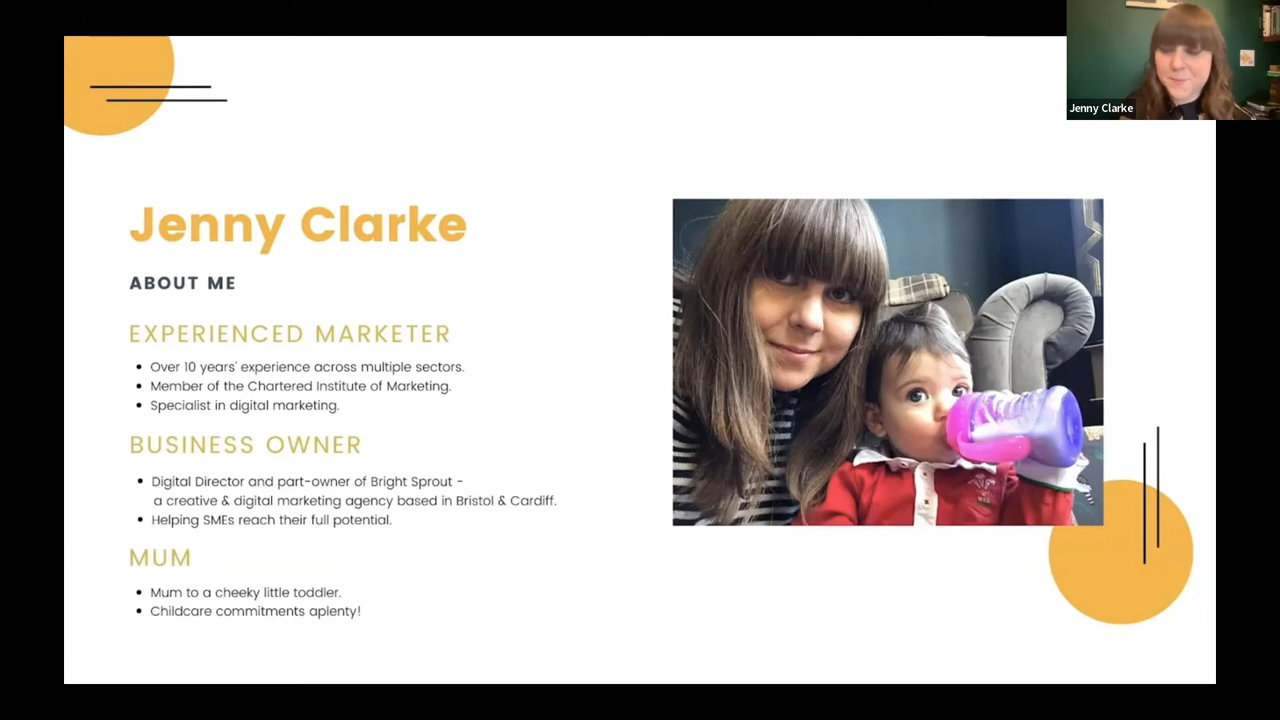 Jenny Clarke
Jenny Clarke
ABOUT ME
EXPERIENCED MARKETER
• Over 10 years' experience across multiple sectors.
• Member of the Chartered Institute of Marketing.
• Specialist in digital marketing.
BUSINESS OWNER
• Digital Director and part-owner of Bright Sprout -
a creative & digital marketing agency based in Bristol & Cardiff.
• Helping SMEs reach their full potential.
MUM
• Mum to a cheeky little toddler.
• Childcare commitments aplenty!